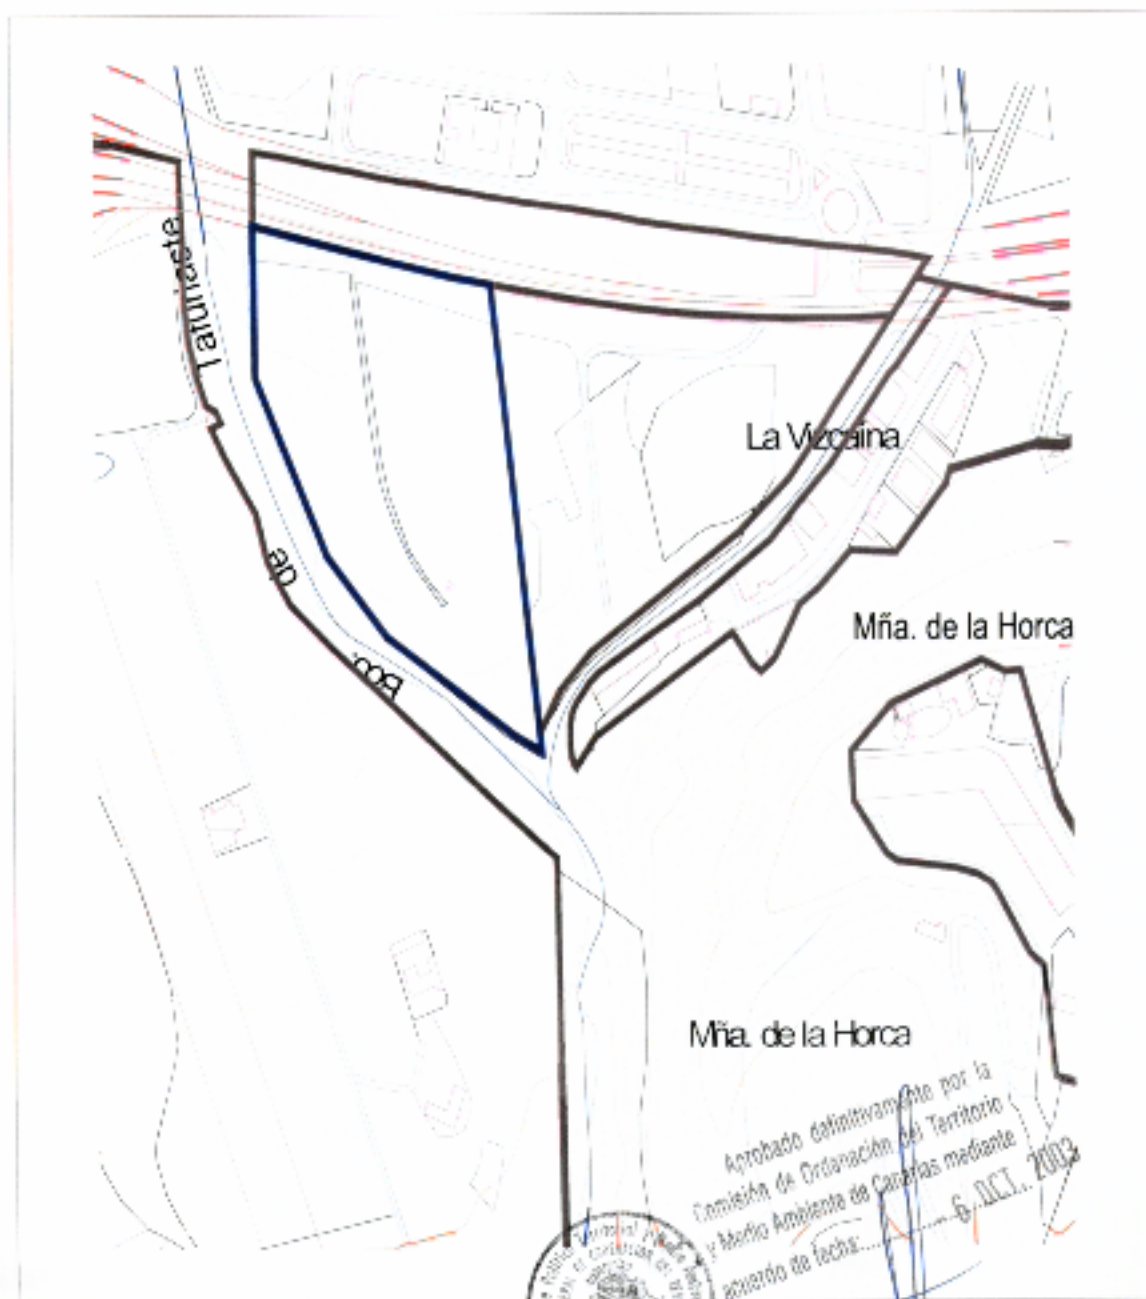 Lafunaste
La Vizcaina
de
Mña. de la Horca
Bco.
Mña. de la Horca
Aprobado definitivamente por la
Comisión de Ordenación del Territorio
y Medio Ambiente de Canarias mediante
acuerdo de fecha: - 6. OCT. 2003